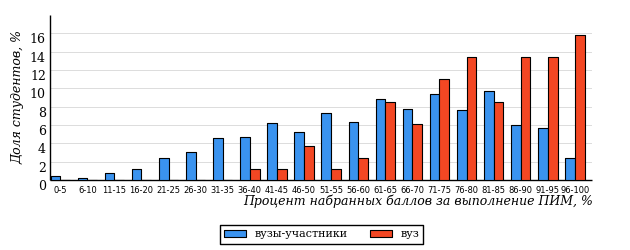 Доля студентов, %
16
14
12
10
8
6
4
2
0
0-5 6-10 11-15 16-20 21-25 26-30 31-35 36-40 41-45 46-50 51-55 56-60 61-65 66-70 71-75 76-80 81-85 86-90 91-95 96-100
Процент набранных баллов за выполнение ПИМ, %
вузы-участники вуз